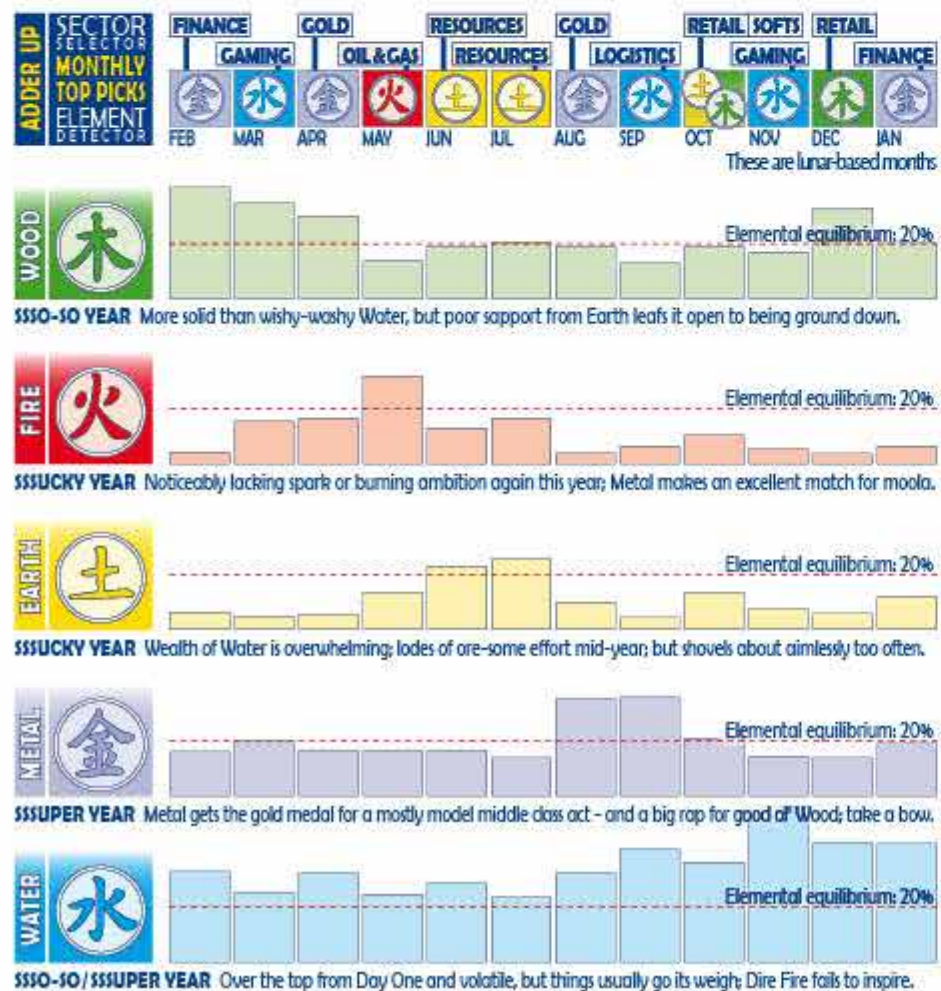 ADDER UP
SECTOR
SELECTOR
MONTHLY
TOP PICKS
ELEMENT
DETECTOR
FINANCE GOLD RESOURCES GOLD RETAIL SOFTS RETAIL
GAMING OIL & GAS RESOURCES LOGISTICS GAMING FINANCE
金 水 金 火 土 土 金 水 土 木 水 木 金
FEB MAR APR MAY JUN JUL AUG SEP OCT NOV DEC JAN
These are lunar-based months
WOOD 木
Elemental equilibrium: 20%
SSSO-SO YEAR More solid than wishy-washy Water, but poor support from Earth leafs it open to being ground down.
FIRE 火
Elemental equilibrium: 20%
SSSUCKY YEAR Noticeably lacking spark or burning ambition again this year; Metal makes an excellent match for moola.
EARTH 土
Elemental equilibrium: 20%
SSSUCKY YEAR Wealth of Water is overwhelming; lodes of ore-some effort mid-year; but shovels about aimlessly too often.
METAL 金
Elemental equilibrium: 20%
SSSUPER YEAR Metal gets the gold medal for a mostly model middle class act - and a big rap for good ol' Wood; take a bow.
WATER 水
Elemental equilibrium: 20%
SSSO-SO / SSSUPER YEAR Over the top from Day One and volatile, but things usually go its weigh; Dire Fire fails to inspire.